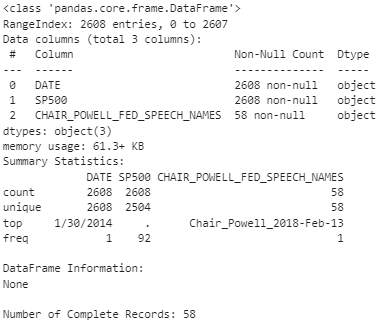 <class 'pandas.core.frame.DataFrame'>
RangeIndex: 2608 entries, 0 to 2607
Data columns (total 3 columns):
 #   Column                         Non-Null Count  Dtype
---  ------                         --------------  -----
 0   DATE                           2608 non-null   object
 1   SP500                          2608 non-null   object
 2   CHAIR_POWELL_FED_SPEECH_NAMES  58 non-null     object
dtypes: object(3)
memory usage: 61.3+ KB
Summary Statistics:
             DATE SP500 CHAIR_POWELL_FED_SPEECH_NAMES
count        2608  2608                            58
unique       2608  2504                            58
top     1/30/2014     .      Chair_Powell_2018-Feb-13
freq            1    92                             1

DataFrame Information:
None

Number of Complete Records: 58